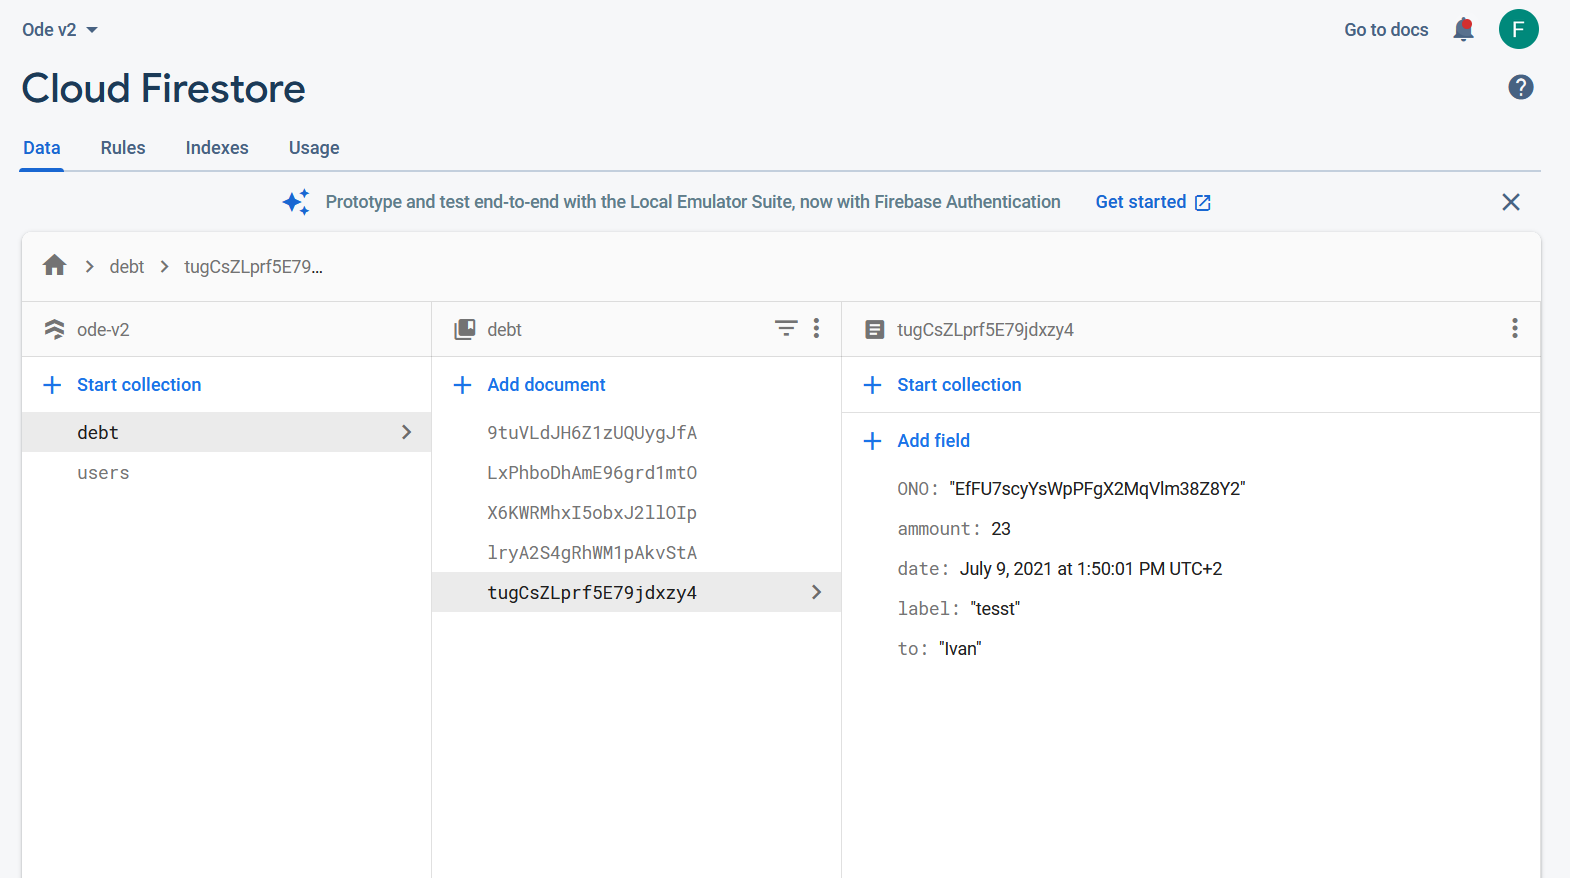 Ode v2
Go to docs
F
Cloud Firestore
?
Data Rules Indexes Usage
Prototype and test end-to-end with the Local Emulator Suite, now with Firebase Authentication Get started
debt
tugCsZLprf5E79…
ode-v2
debt
tugCsZLprf5E79jdxzy4
Start collection
debt
users
Add document
9tuVLdJH6Z1zUQUygJfA
LxPhboDhAmE96grd1mtO
X6KWRMhxI5obxJ2llOIp
lryA2S4gRhWM1pAkvStA
tugCsZLprf5E79jdxzy4
Start collection
Add field
ONO: "EfFU7scyYsWpPFgX2MqVlm38Z8Y2"
ammount: 23
date: July 9, 2021 at 1:50:01 PM UTC+2
label: "tesst"
to: "Ivan"